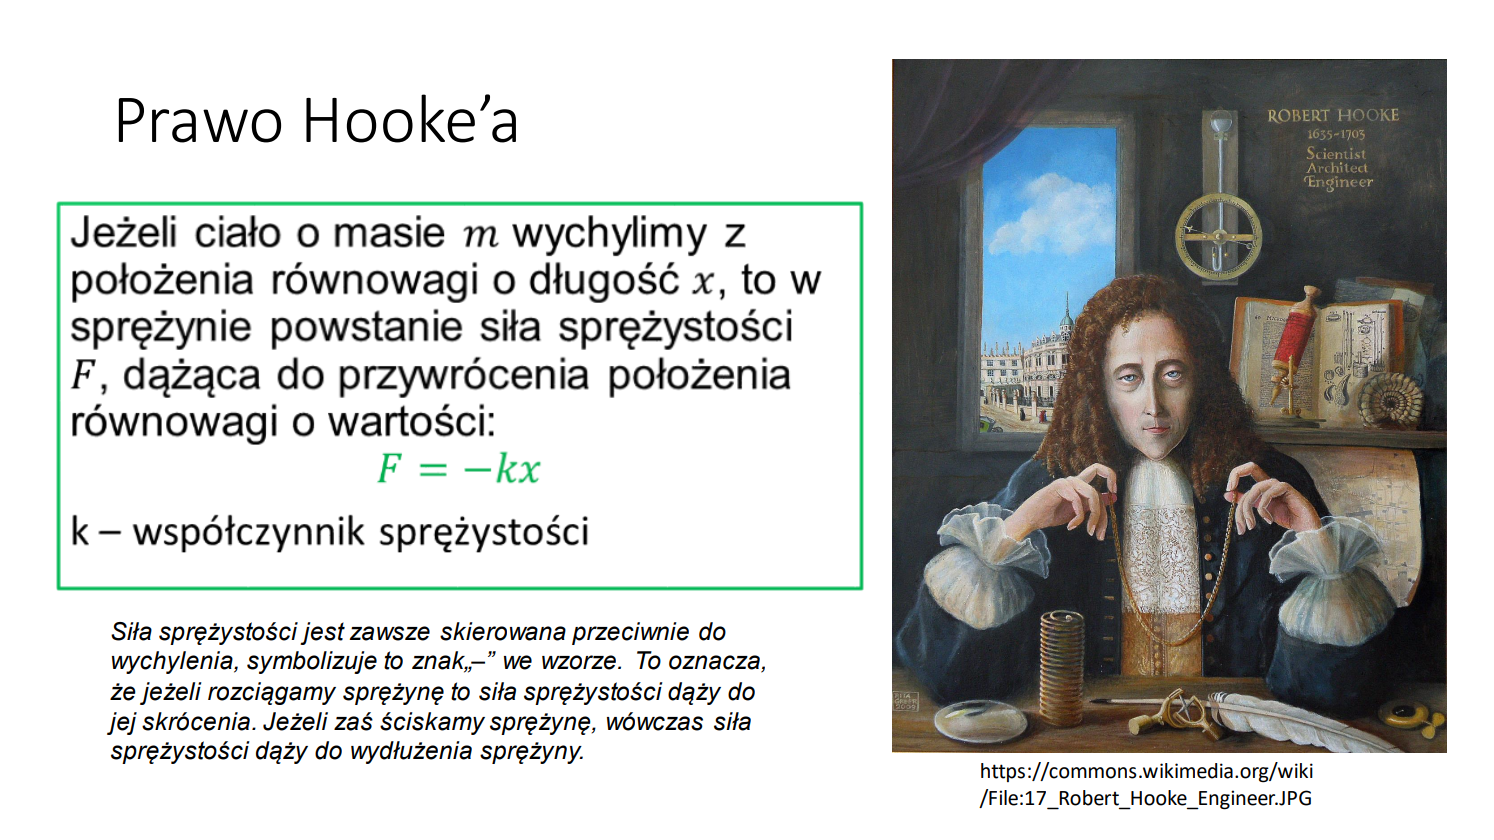 Prawo Hooke’a
Jeżeli ciało o masie m wychylimy z
położenia równowagi o długość x, to w
sprężynie powstanie siła sprężystości
F, dążąca do przywrócenia położenia
równowagi o wartości:
F = −kx
k – współczynnik sprężystości
Siła sprężystości jest zawsze skierowana przeciwnie do
wychylenia, symbolizuje to znak„–” we wzorze. To oznacza,
że jeżeli rozciągamy sprężynę to siła sprężystości dąży do
jej skrócenia. Jeżeli zaś ściskamy sprężynę, wówczas siła
sprężystości dąży do wydłużenia sprężyny.
ROBERT HOOKE
1635-1703
Scientist
Architect
Engineer
https://commons.wikimedia.org/wiki
/File:17_Robert_Hooke_Engineer.JPG